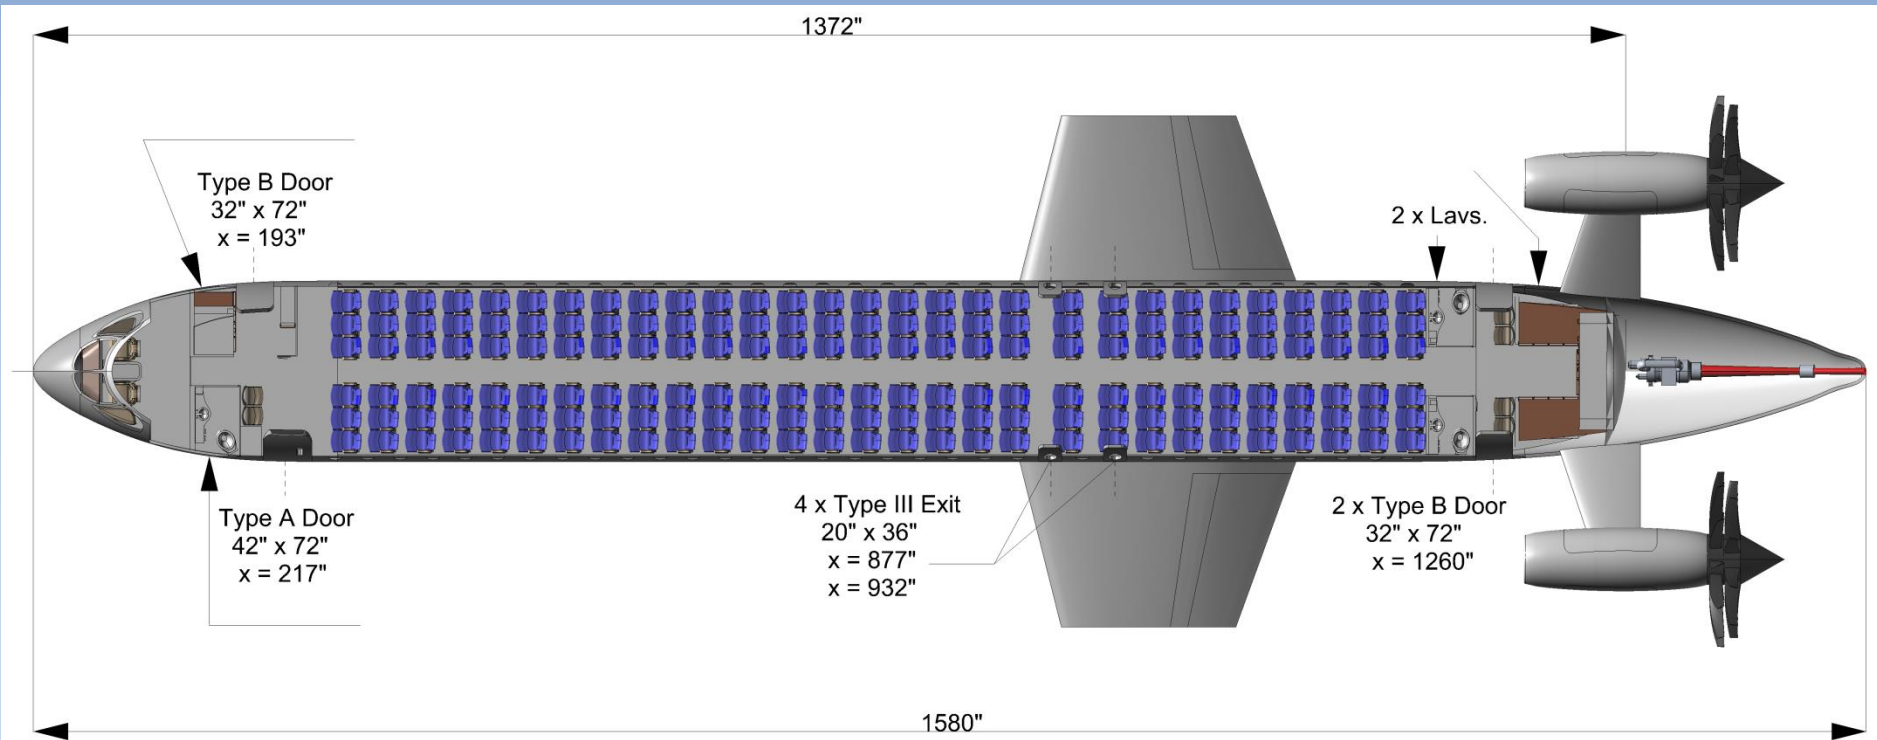 1372"
Type B Door
32" x 72"
x = 193"
2 x Lavs.
Type A Door
42" x 72"
x = 217"
4 x Type III Exit
20" x 36"
x = 877"
x = 932"
2 x Type B Door
32" x 72"
x = 1260"
1580"